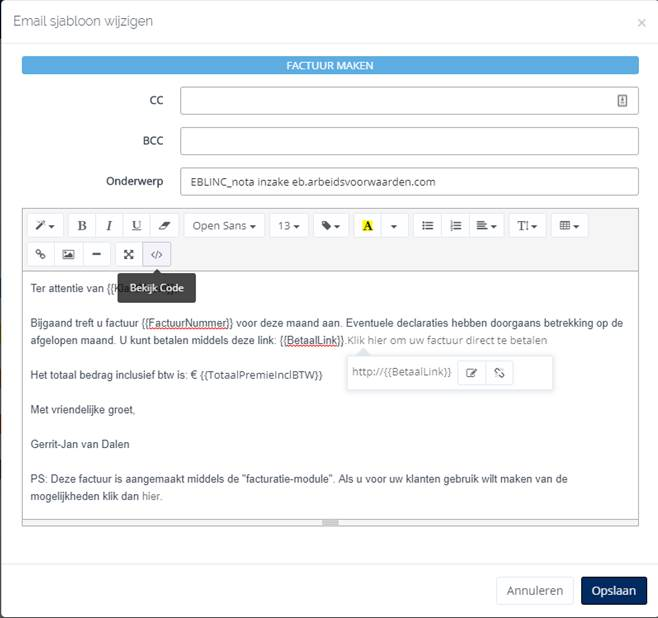 Email sjabloon wijzigen ×
FACTUUR MAKEN
CC
BCC
Onderwerp EBLINC_nota inzake eb.arbeidsvoorwaarden.com
B I U Open Sans 13 A T
Bekijk Code
Ter attentie van {{
Bijgaand treft u factuur {{FactuurNummer}} voor deze maand aan. Eventuele declaraties hebben doorgaans betrekking op de
afgelopen maand. U kunt betalen middels deze link: {{BetaalLink}}.Klik hier om uw factuur direct te betalen
http://{{BetaalLink}}
Het totaal bedrag inclusief btw is: € {{TotaalPremieInclBTW}}
Met vriendelijke groet,
Gerrit-Jan van Dalen
PS: Deze factuur is aangemaakt middels de "facturatie-module". Als u voor uw klanten gebruik wilt maken van de
mogelijkheden klik dan hier.
Annuleren Opslaan